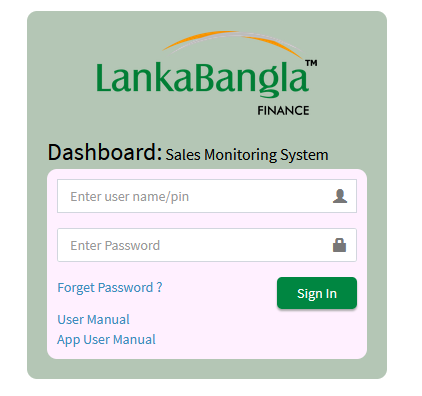 LankaBangla™
FINANCE
Dashboard: Sales Monitoring System
Enter user name/pin
Enter Password
Forget Password ?
Sign In
User Manual
App User Manual